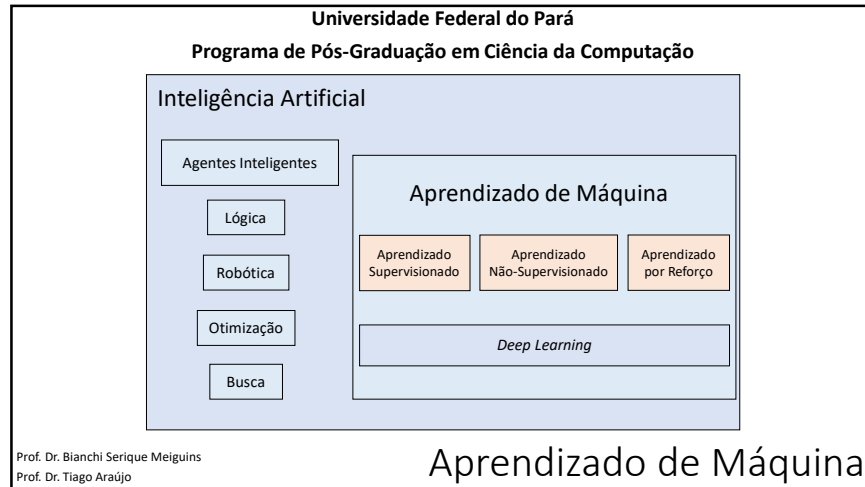 Universidade Federal do Pará
Programa de Pós-Graduação em Ciência da Computação
Inteligência Artificial
Agentes Inteligentes
Lógica
Robótica
Otimização
Busca
Aprendizado de Máquina
Aprendizado
Supervisionado
Aprendizado
Não-Supervisionado
Aprendizado
por Reforço
Deep Learning
Prof. Dr. Bianchi Serique Meiguins
Prof. Dr. Tiago Araújo
Aprendizado de Máquina